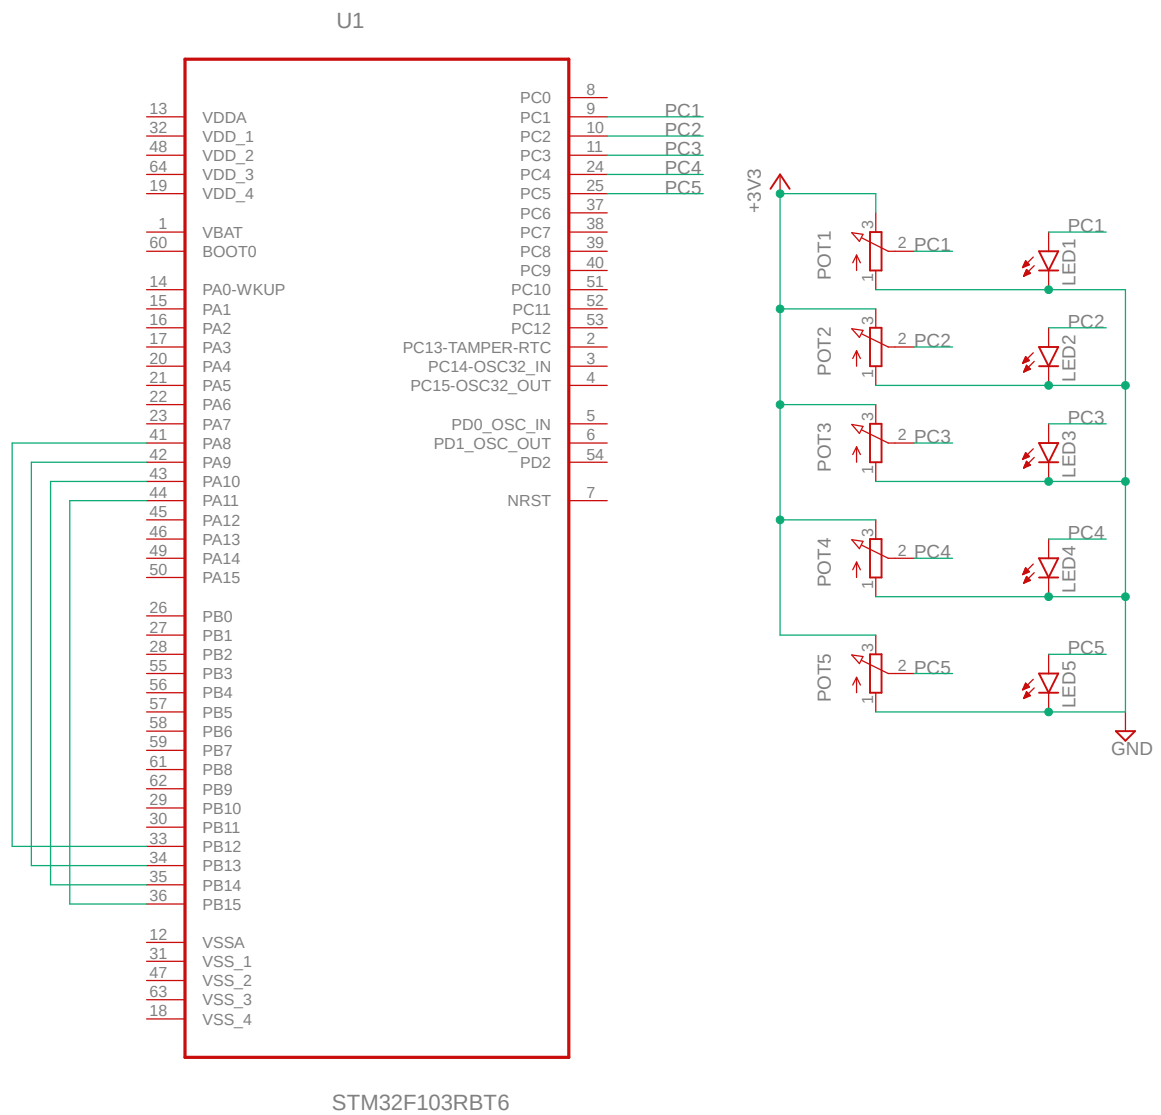 U1
13 VDDA
32 VDD_1
48 VDD_2
64 VDD_3
19 VDD_4
1 VBAT
60 BOOT0
14 PA0-WKUP
15 PA1
16 PA2
17 PA3
20 PA4
21 PA5
22 PA6
23 PA7
41 PA8
42 PA9
43 PA10
44 PA11
45 PA12
46 PA13
49 PA14
50 PA15
26 PB0
27 PB1
28 PB2
55 PB3
56 PB4
57 PB5
58 PB6
59 PB7
61 PB8
62 PB9
29 PB10
30 PB11
33 PB12
34 PB13
35 PB14
36 PB15
12 VSSA
31 VSS_1
47 VSS_2
63 VSS_3
18 VSS_4
PC0 8
PC1 9 PC1
PC2 10 PC2
PC3 11 PC3
PC4 24 PC4
PC5 25 PC5
PC6 37
PC7 38
PC8 39
PC9 40
PC10 51
PC11 52
PC12 53
PC13-TAMPER-RTC 2
PC14-OSC32_IN 3
PC15-OSC32_OUT 4
PD0_OSC_IN 5
PD1_OSC_OUT 6
PD2 54
NRST 7
STM32F103RBT6
+3V3
POT1 3 2 1 PC1
PC1 LED1
POT2 3 2 1 PC2
PC2 LED2
POT3 3 2 1 PC3
PC3 LED3
POT4 3 2 1 PC4
PC4 LED4
POT5 3 2 1 PC5
PC5 LED5
GND